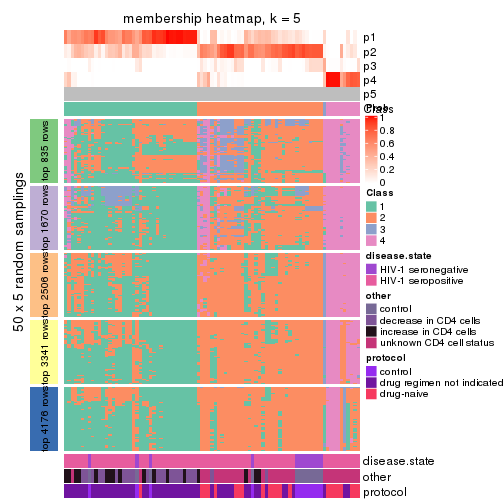 membership heatmap, k = 5
p1
p2
p3
p4
p5
Prob
Class
1
0.8
0.6
0.4
0.2
0
Class
1
2
3
4
disease.state
HIV-1 seronegative
HIV-1 seropositive
other
control
decrease in CD4 cells
increase in CD4 cells
unknown CD4 cell status
protocol
control
drug regimen not indicated
drug-naive
50 x 5 random samplings
top 835 rows
top 1670 rows
top 2506 rows
top 3341 rows
top 4176 rows
disease.state
other
protocol